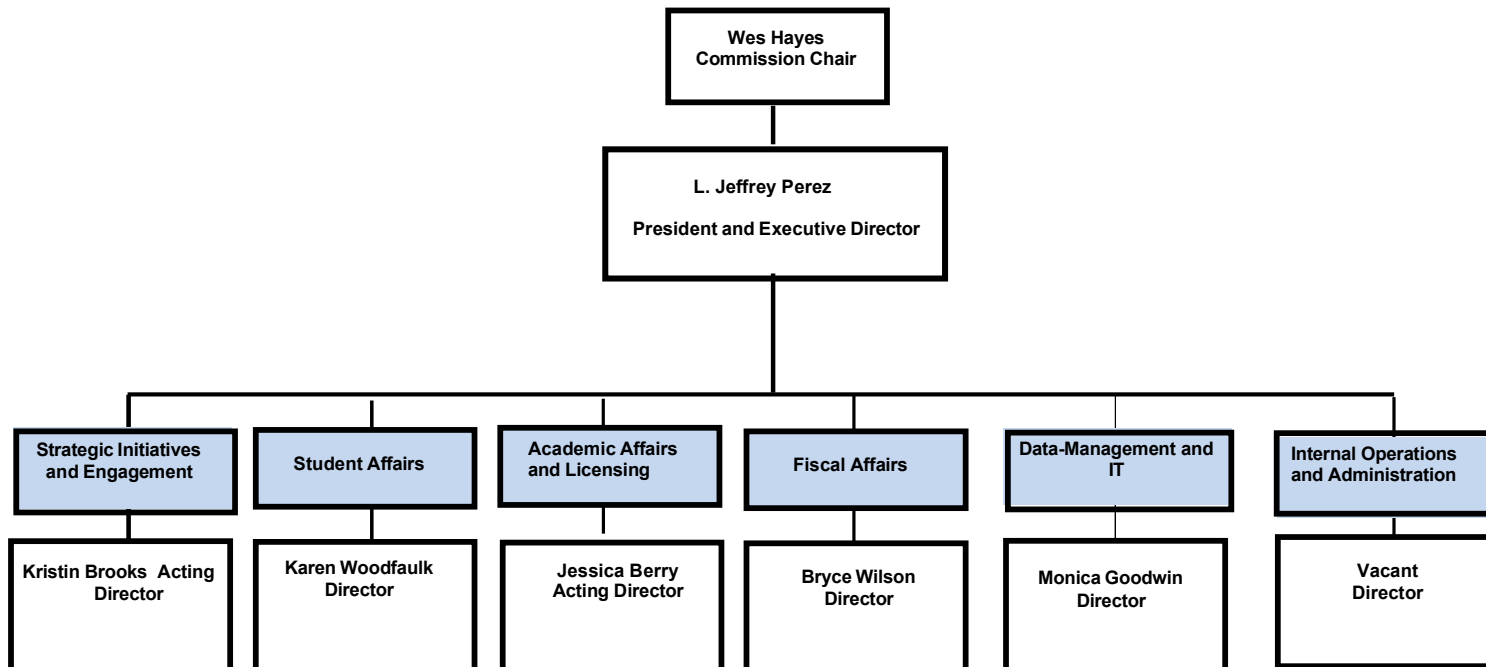 Wes Hayes
Commission Chair
L. Jeffrey Perez
President and Executive Director
Strategic Initiatives
and Engagement
Student Affairs
Academic Affairs
and Licensing
Fiscal Affairs
Data-Management and
IT
Internal Operations
and Administration
Kristin Brooks Acting
Director
Karen Woodfaulk
Director
Jessica Berry
Acting Director
Bryce Wilson
Director
Monica Goodwin
Director
Vacant
Director